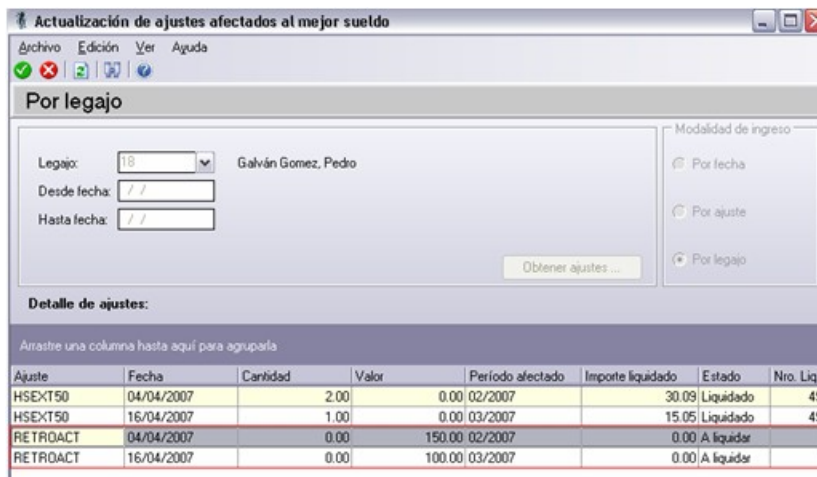 Actualización de ajustes afectados al mejor sueldo
Archivo Edición Ver Ayuda
Por legajo
Modalidad de ingreso
Legajo: 18 Galván Gomez, Pedro
Por fecha
Desde fecha: / /
Por ajuste
Hasta fecha: / /
Por legajo
Obtener ajustes ...
Detalle de ajustes:
Arrastre una columna hasta aquí para agruparla
Ajuste Fecha Cantidad Valor Período afectado Importe liquidado Estado Nro. Liq
HSEXT50 04/04/2007 2.00 0.00 02/2007 30.09 Liquidado
HSEXT50 16/04/2007 1.00 0.00 03/2007 15.05 Liquidado
RETROACT 04/04/2007 0.00 150.00 02/2007 0.00 A liquidar
RETROACT 16/04/2007 0.00 100.00 03/2007 0.00 A liquidar